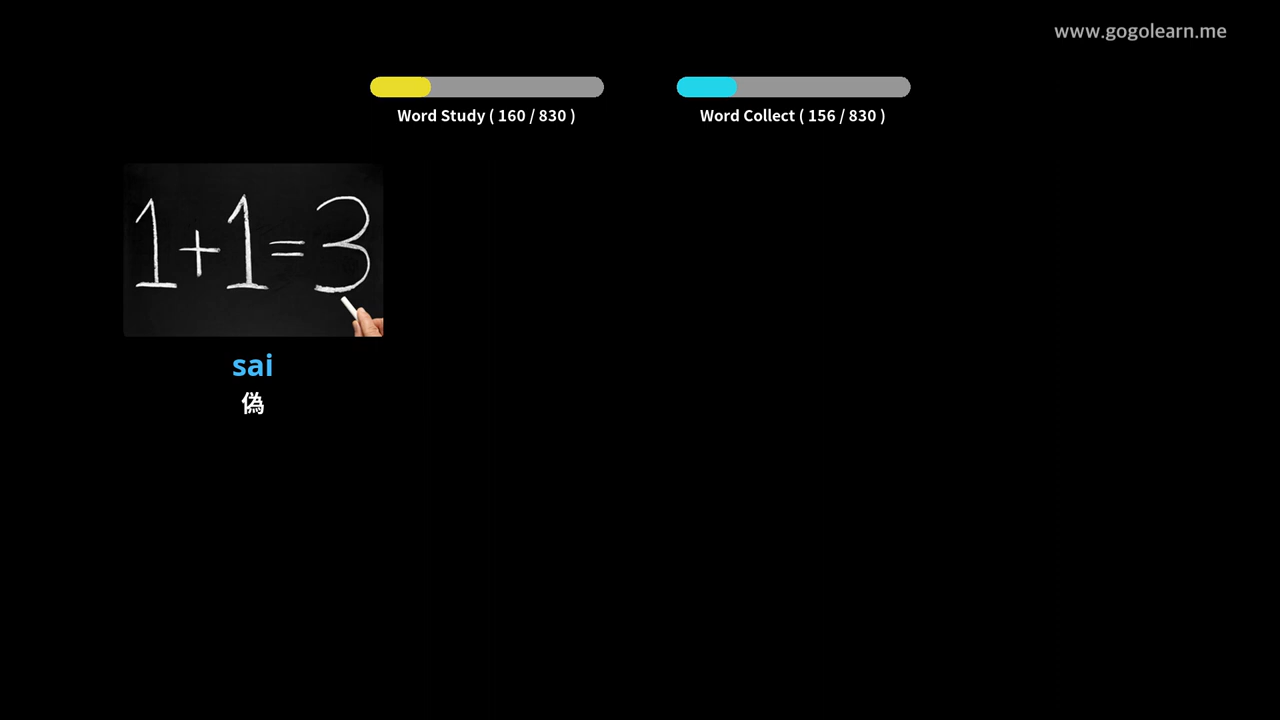 www.gogolearn.me
Word Study ( 160 / 830 )
Word Collect ( 156 / 830 )
1+1=3
sai
偽